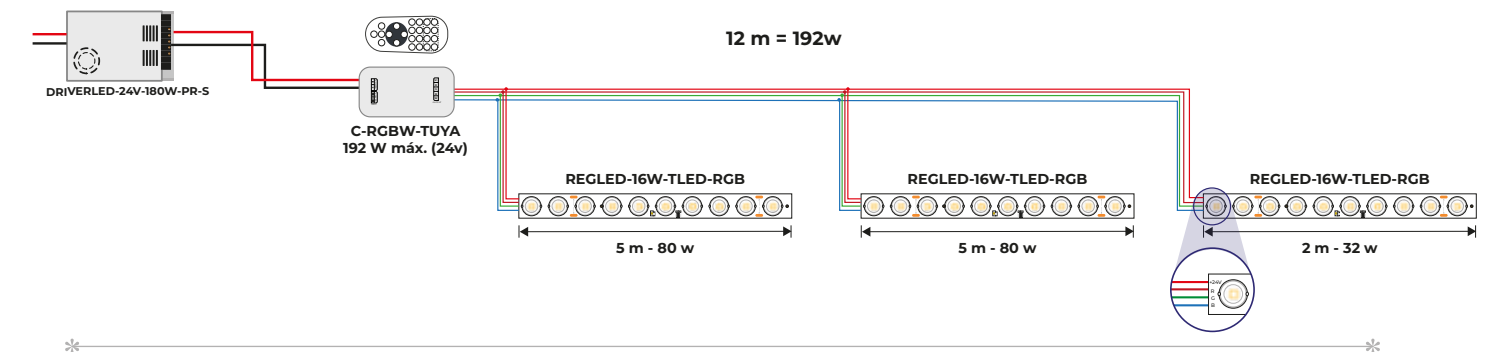 12 m = 192w
DRIVERLED-24V-180W-PR-S
C-RGBW-TUYA
192 W máx. (24v)
REGLED-16W-TLED-RGB
REGLED-16W-TLED-RGB
REGLED-16W-TLED-RGB
5 m - 80 w
5 m - 80 w
2 m - 32 w
+24V
R
G
B